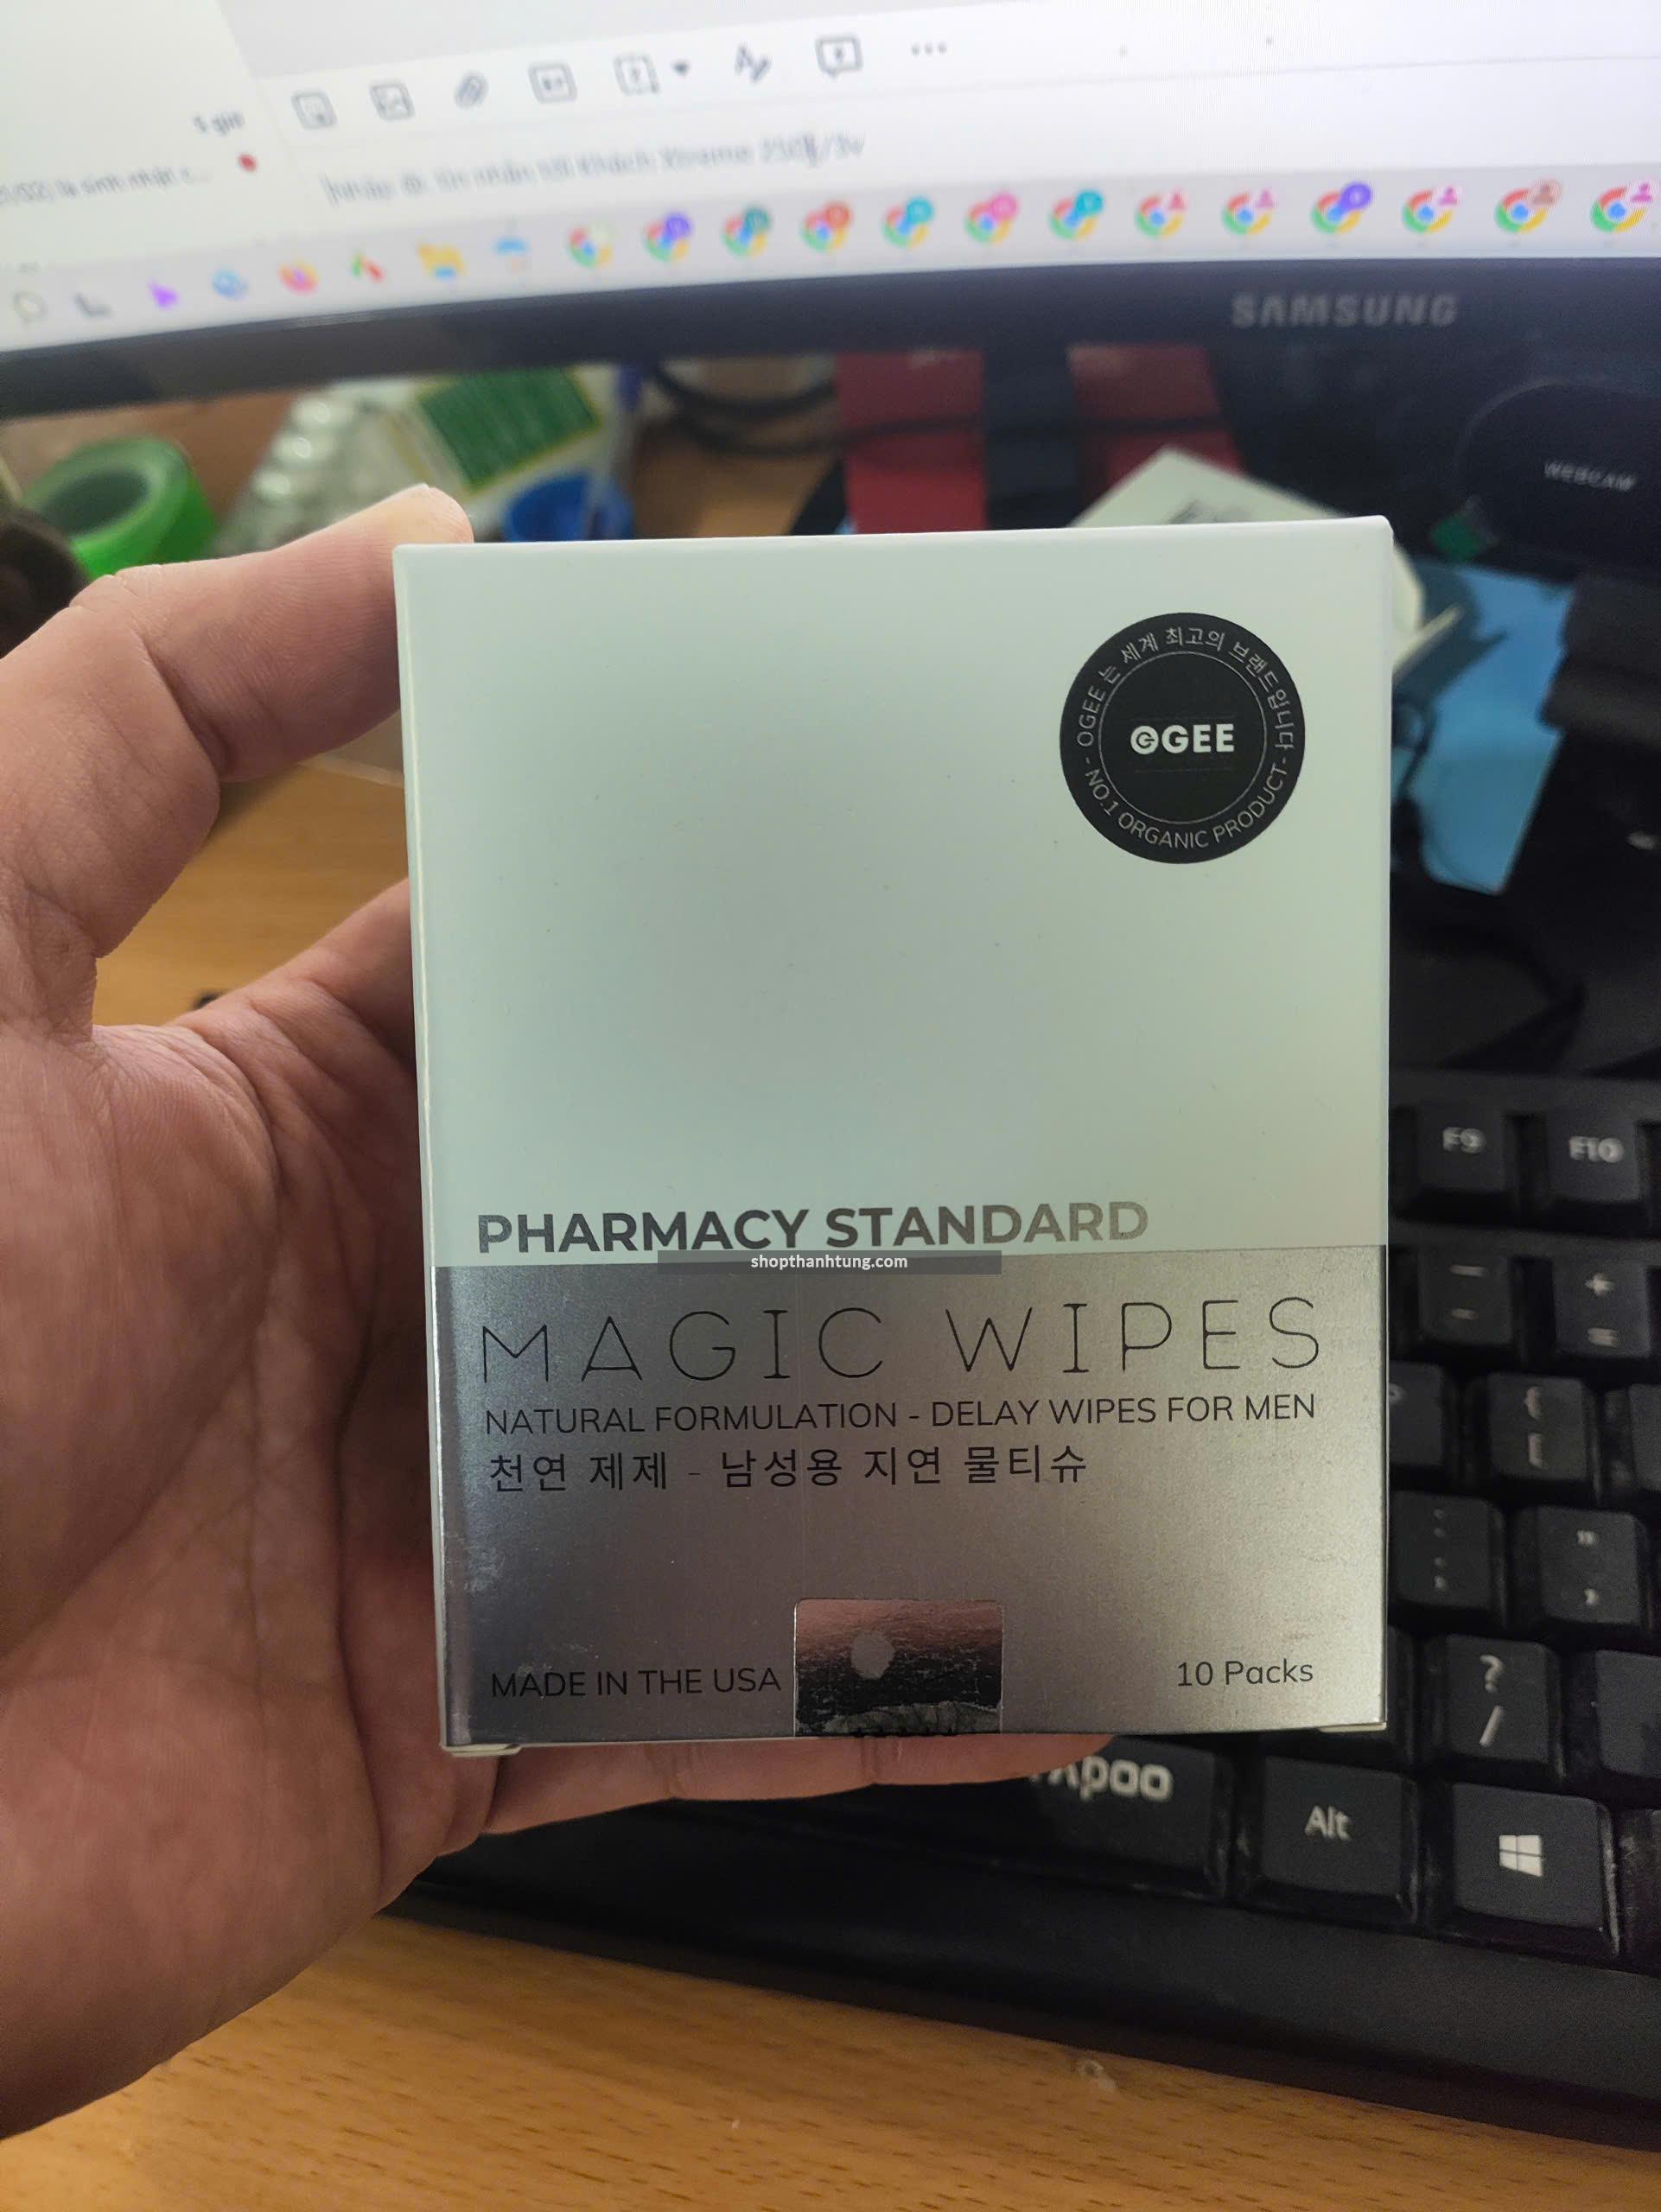 5 giờ
SAMSUNG
WEBCAM
OGEE 는 세계 최고의 브랜드입니다
OGEE
- NO.1 ORGANIC PRODUCT -
PHARMACY STANDARD
shopthanhtung.com
MAGIC WIPES
NATURAL FORMULATION - DELAY WIPES FOR MEN
천연 제제 - 남성용 지연 물티슈
MADE IN THE USA
10 Packs
F9
F10
?
/
Alt